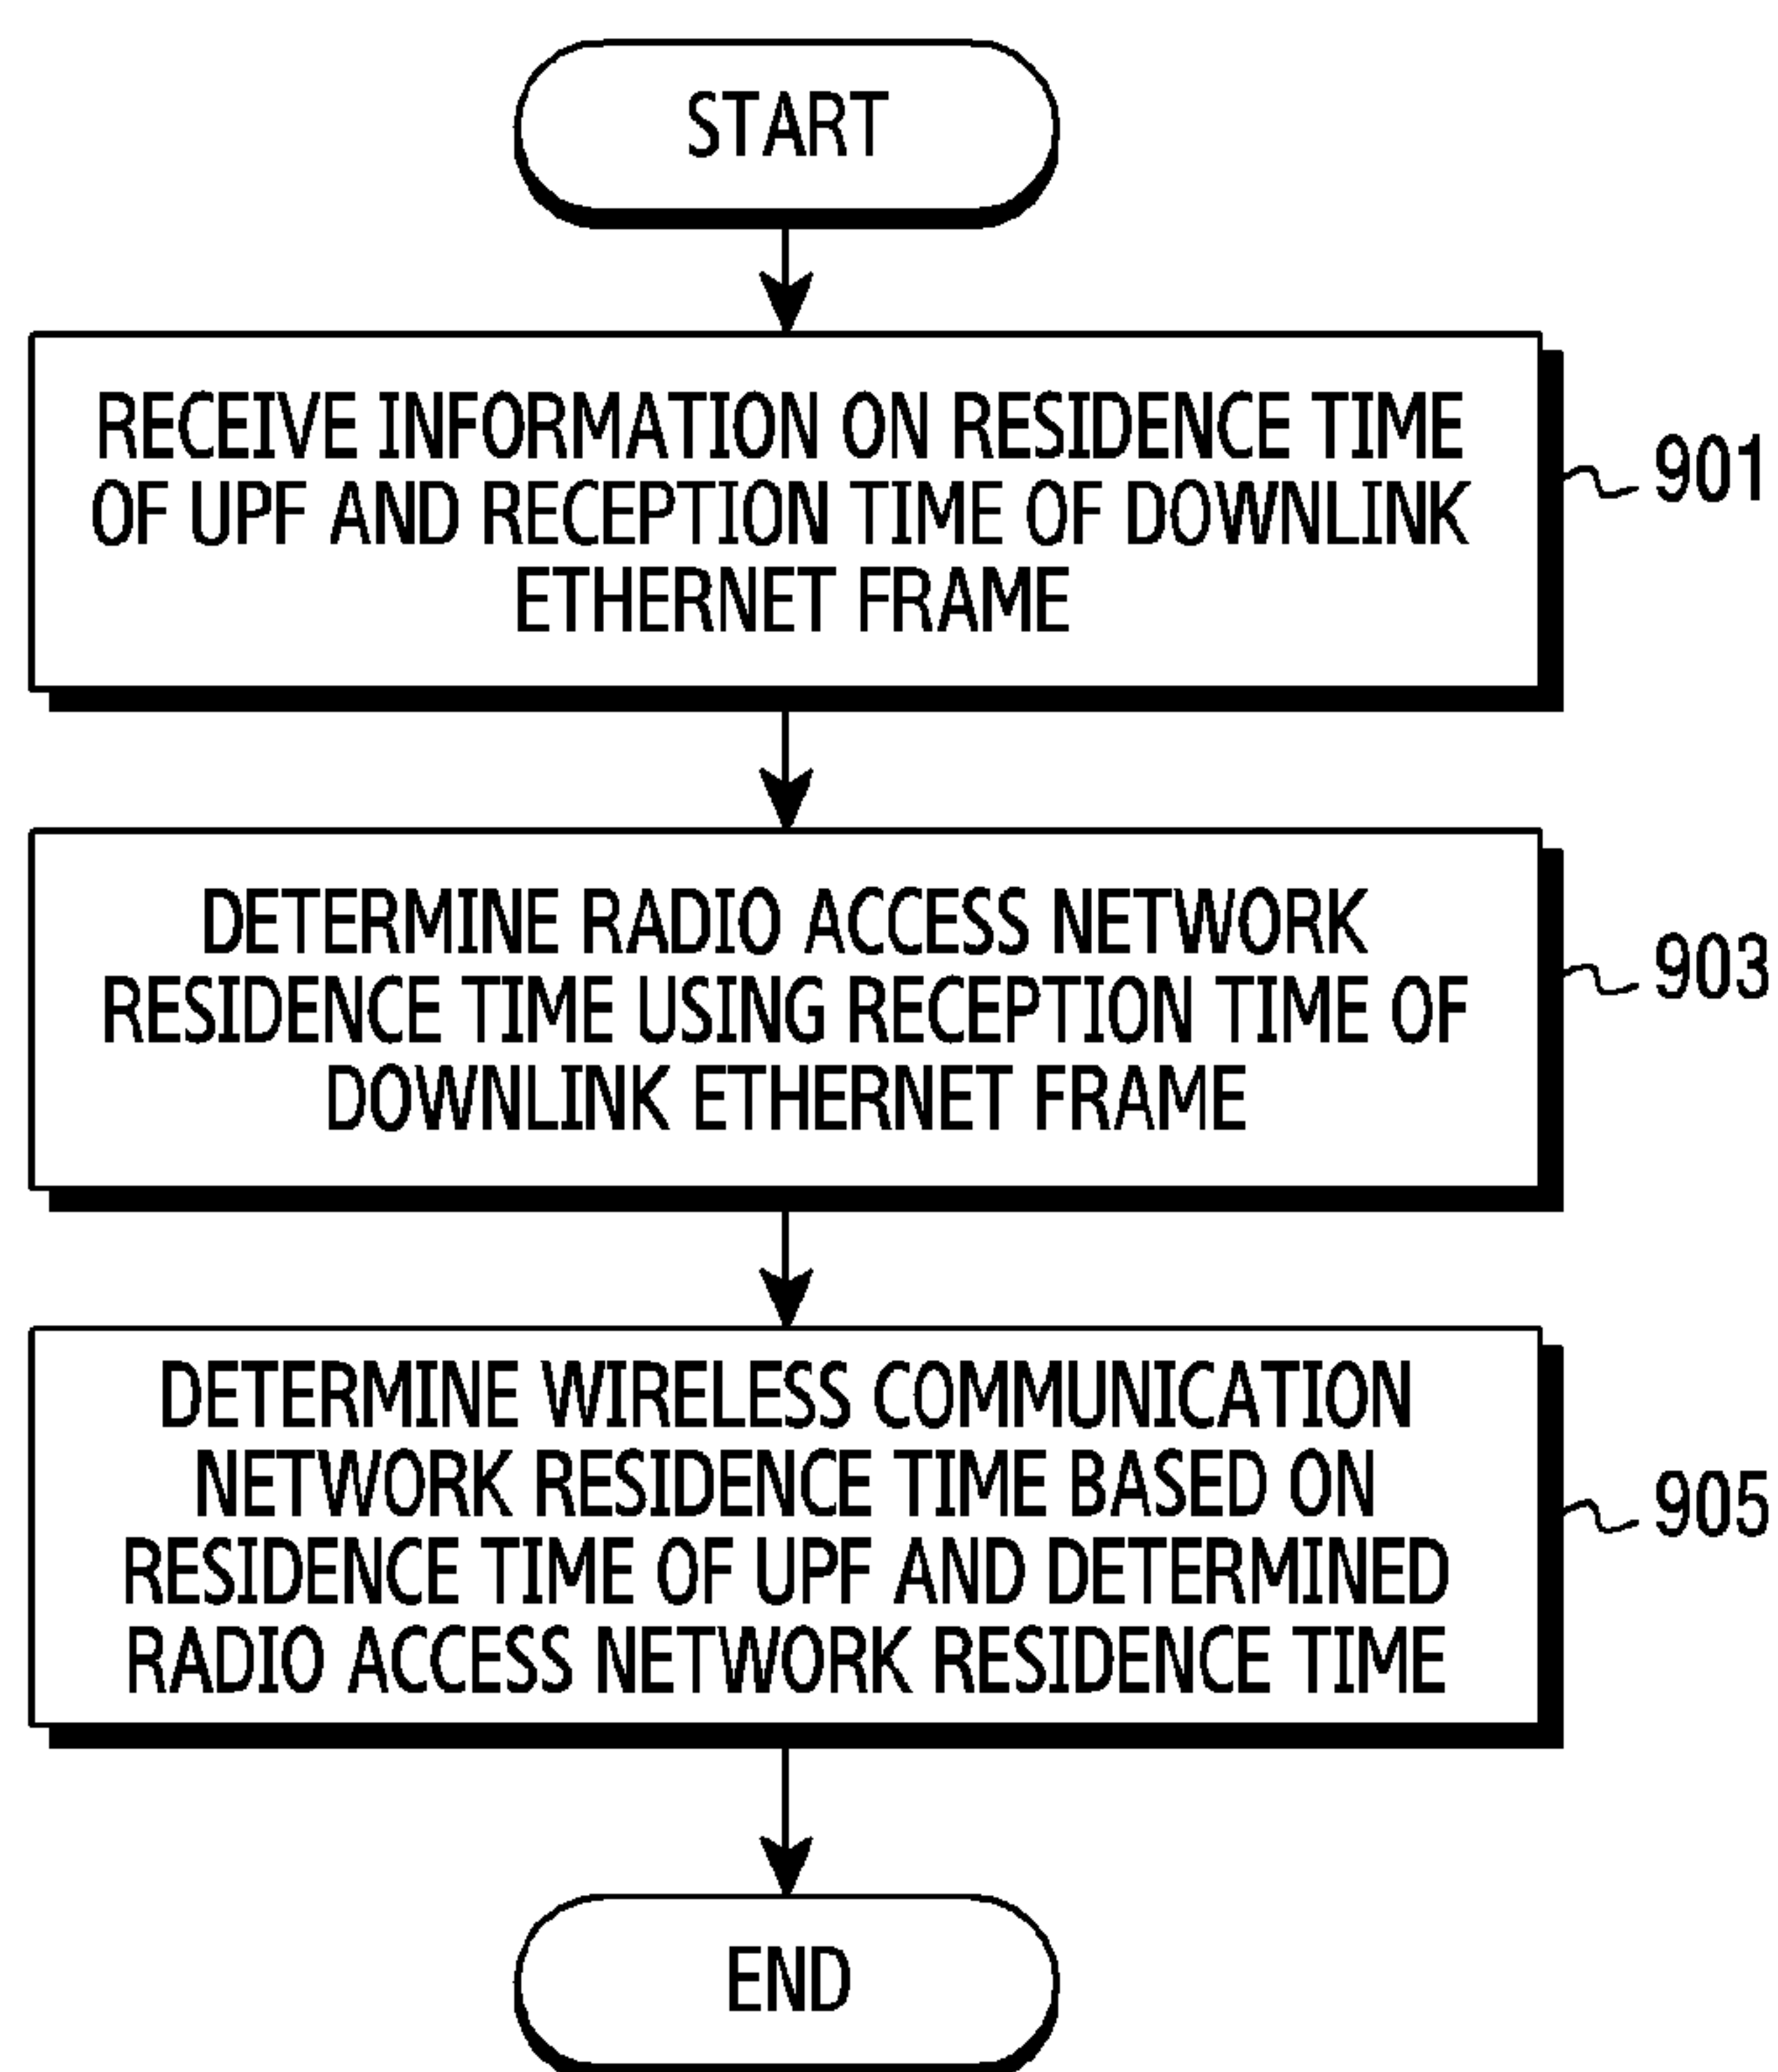 START
RECEIVE INFORMATION ON RESIDENCE TIME
OF UPF AND RECEPTION TIME OF DOWNLINK
ETHERNET FRAME
901
DETERMINE RADIO ACCESS NETWORK
RESIDENCE TIME USING RECEPTION TIME OF
DOWNLINK ETHERNET FRAME
903
DETERMINE WIRELESS COMMUNICATION
NETWORK RESIDENCE TIME BASED ON
RESIDENCE TIME OF UPF AND DETERMINED
RADIO ACCESS NETWORK RESIDENCE TIME
905
END